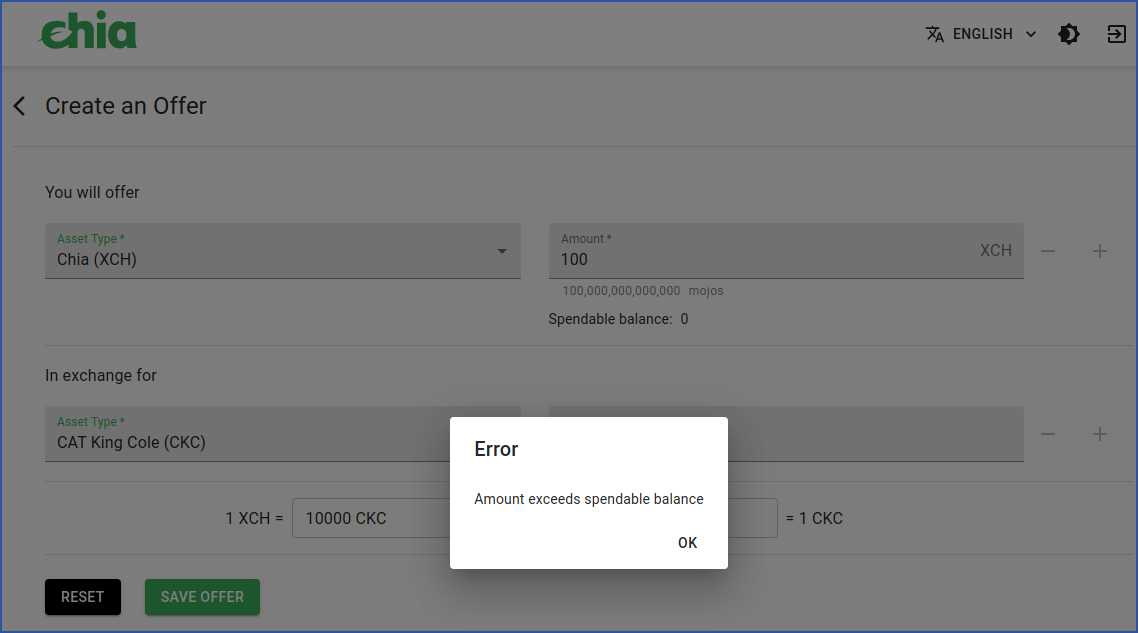 chia
ENGLISH
Create an Offer
You will offer
Asset Type *
Chia (XCH)
Amount *
100
XCH
100,000,000,000,000 mojos
Spendable balance: 0
In exchange for
Asset Type *
CAT King Cole (CKC)
Error
Amount exceeds spendable balance
OK
1 XCH =
10000 CKC
= 1 CKC
RESET
SAVE OFFER